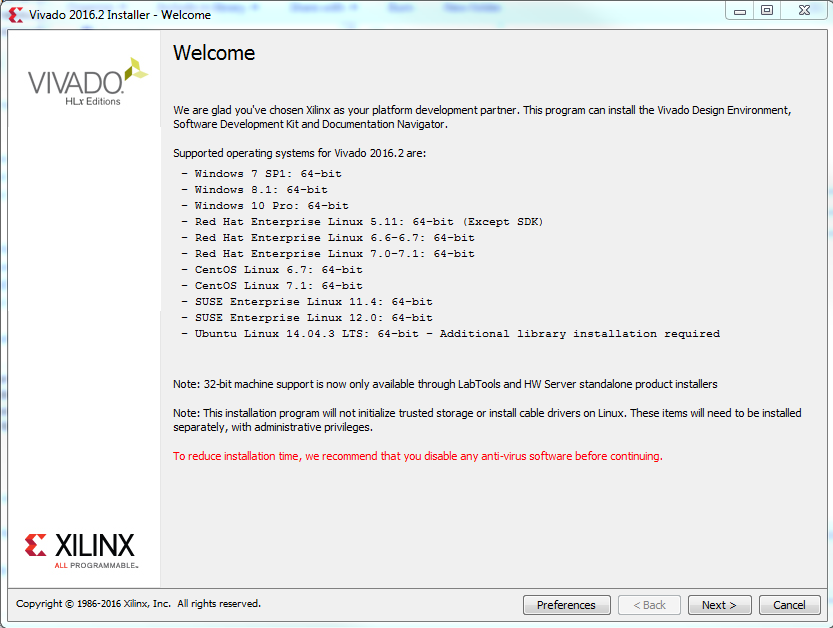 Vivado 2016.2 Installer - Welcome
VIVADO.
HLx Editions
Welcome
We are glad you've chosen Xilinx as your platform development partner. This program can install the Vivado Design Environment,
Software Development Kit and Documentation Navigator.
Supported operating systems for Vivado 2016.2 are:
- Windows 7 SP1: 64-bit
- Windows 8.1: 64-bit
- Windows 10 Pro: 64-bit
- Red Hat Enterprise Linux 5.11: 64-bit (Except SDK)
- Red Hat Enterprise Linux 6.6-6.7: 64-bit
- Red Hat Enterprise Linux 7.0-7.1: 64-bit
- CentOS Linux 6.7: 64-bit
- CentOS Linux 7.1: 64-bit
- SUSE Enterprise Linux 11.4: 64-bit
- SUSE Enterprise Linux 12.0: 64-bit
- Ubuntu Linux 14.04.3 LTS: 64-bit - Additional library installation required
Note: 32-bit machine support is now only available through LabTools and HW Server standalone product installers
Note: This installation program will not initialize trusted storage or install cable drivers on Linux. These items will need to be installed
separately, with administrative privileges.
To reduce installation time, we recommend that you disable any anti-virus software before continuing.
XILINX
ALL PROGRAMMABLE™
Copyright © 1986-2016 Xilinx, Inc. All rights reserved.
Preferences
< Back
Next >
Cancel